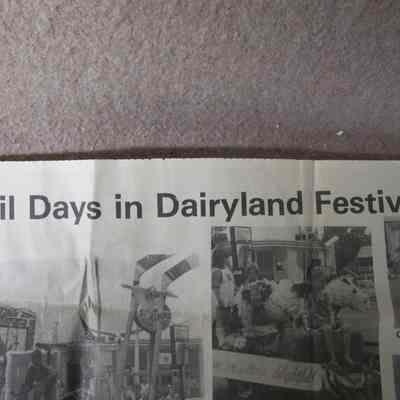 il Days in Dairyland Festiv